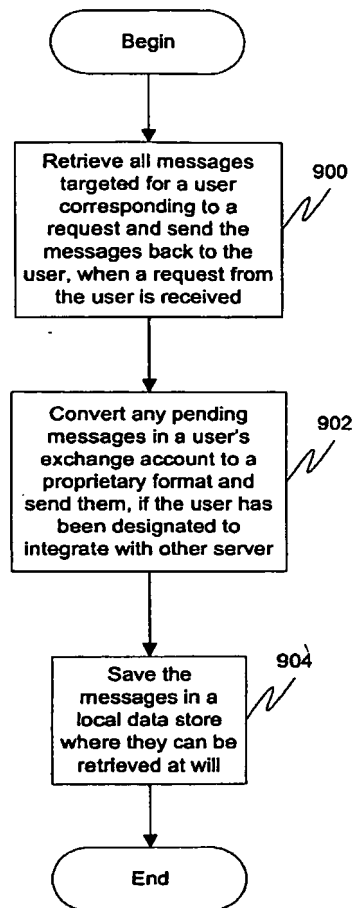 Begin
Retrieve all messages
targeted for a user
corresponding to a
request and send the
messages back to the
user, when a request from
the user is received
900
Convert any pending
messages in a user's
exchange account to a
proprietary format and
send them, if the user has
been designated to
integrate with other server
902
Save the
messages in a
local data store
where they can be
retrieved at will
904
End